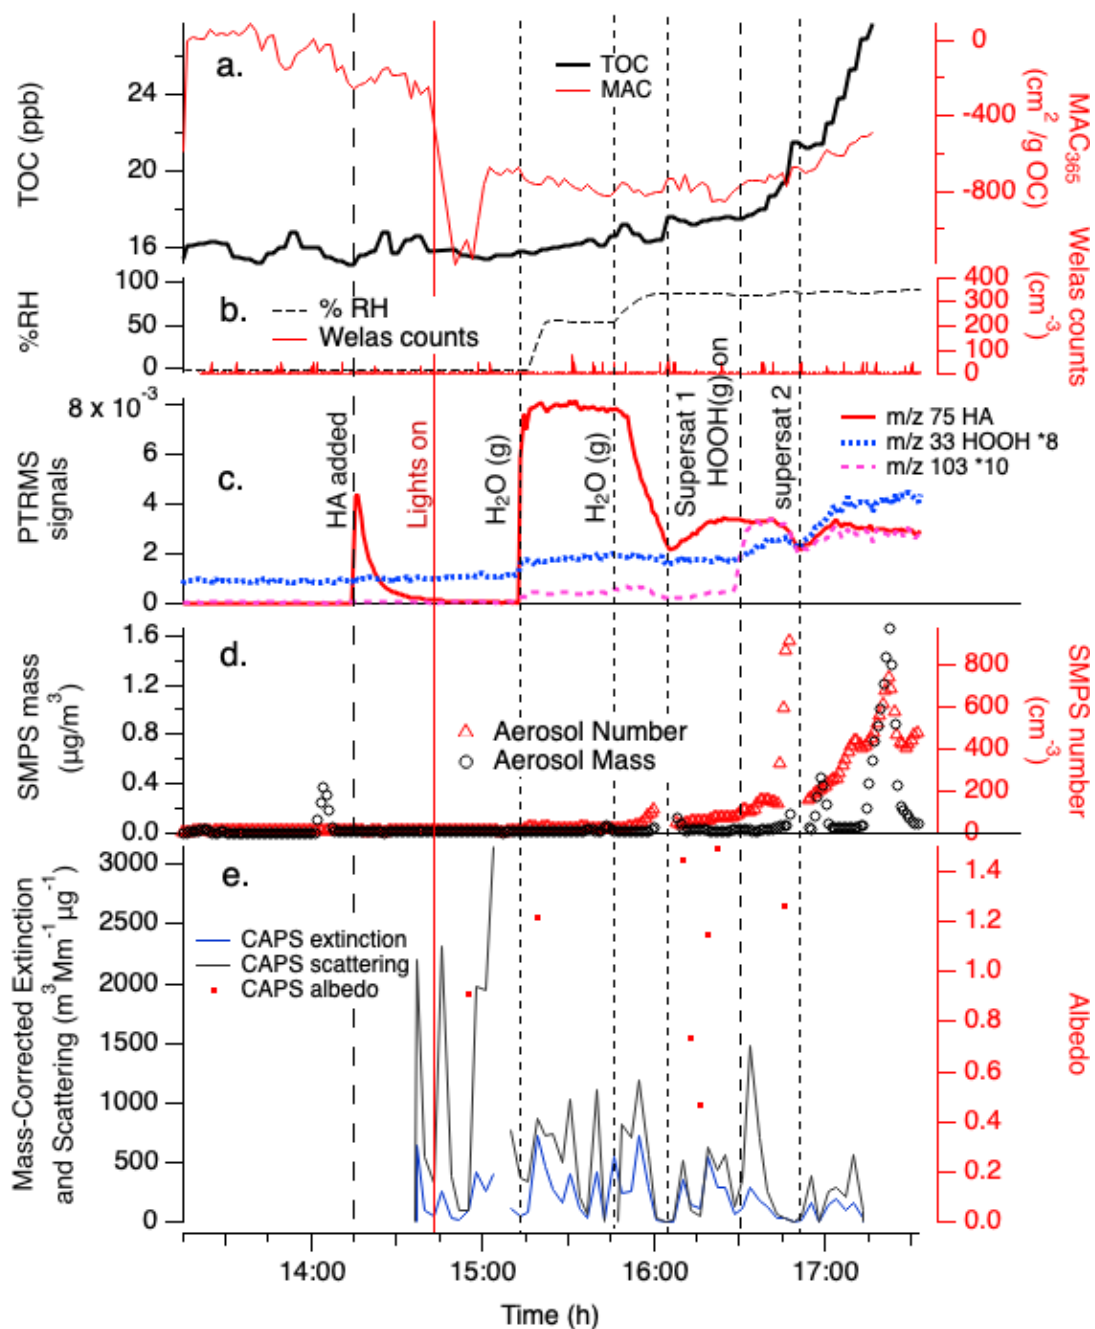 a.
TOC
MAC
TOC (ppb)
24
20
16
0
-400
-800
MAC365
(cm2/g OC)
b.
% RH
Welas counts
%RH
100
50
0
400
300
200
100
0
Welas counts
(cm-3)
c.
PTRMS
signals
8 x 10-3
6
4
2
0
HA added
Lights on
H2O (g)
H2O (g)
Supersat 1
HOOH(g) on
supersat 2
m/z 75 HA
m/z 33 HOOH *8
m/z 103 *10
d.
SMPS mass
(µg/m3)
1.6
1.2
0.8
0.4
0.0
Aerosol Number
Aerosol Mass
800
600
400
200
0
SMPS number
(cm-3)
e.
Mass-Corrected Extinction
and Scattering (m3Mm-1µg-1)
3000
2500
2000
1500
1000
500
0
CAPS extinction
CAPS scattering
CAPS albedo
1.4
1.2
1.0
0.8
0.6
0.4
0.2
0.0
Albedo
14:00 15:00 16:00 17:00
Time (h)